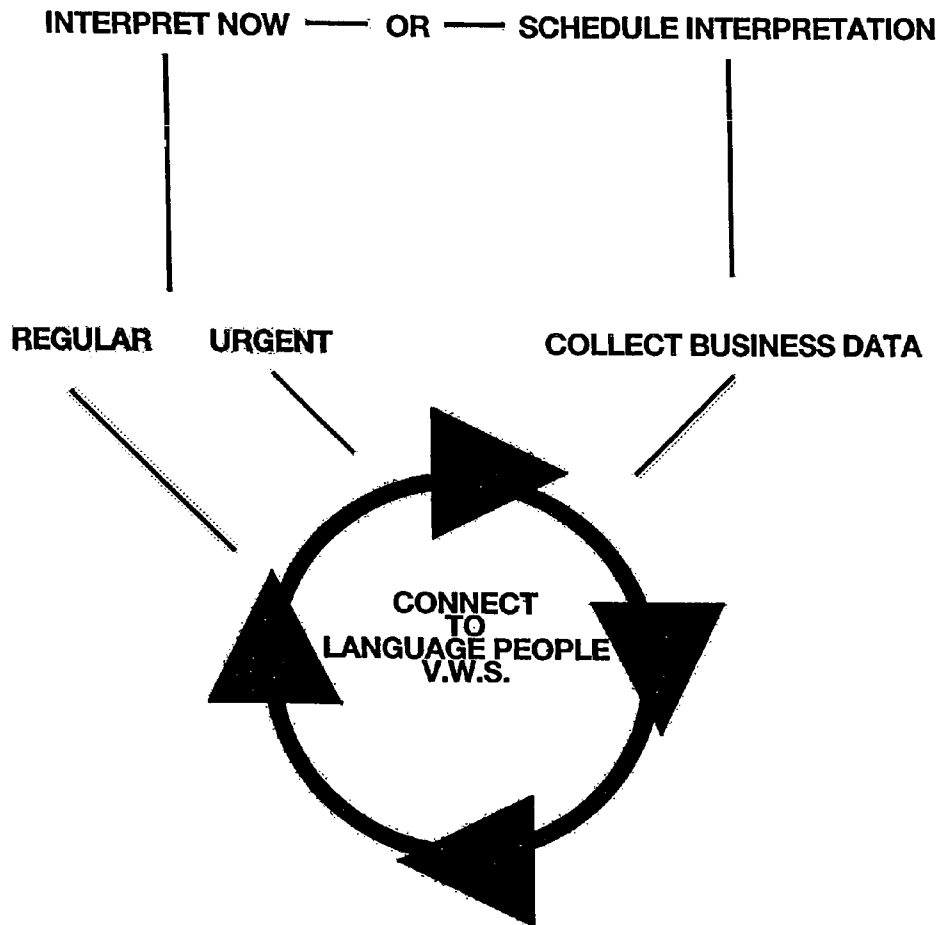 INTERPRET NOW — OR — SCHEDULE INTERPRETATION
REGULAR URGENT COLLECT BUSINESS DATA
CONNECT
TO
LANGUAGE PEOPLE
V.W.S.